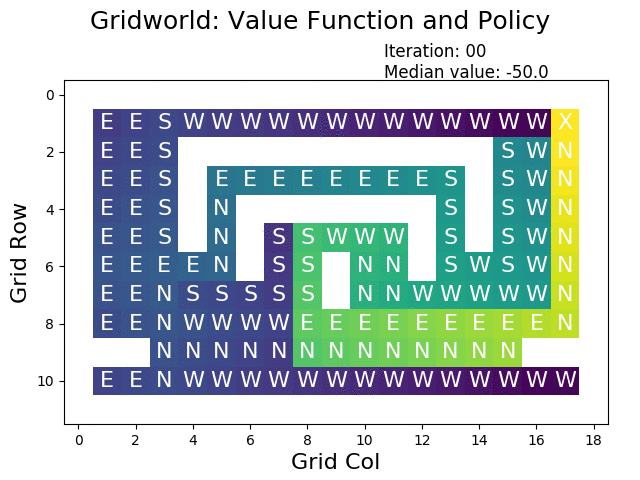 Gridworld: Value Function and Policy
Iteration: 00
Median value: -50.0
Grid Row
0
E E S W W W W W W W W W W W W W X
2 E E S S W N
E E S E E E E E E E E S S W N
4 E E S N S S W N
E E S N S S W W W S S W N
6 E E E E N S S N N S W S W N
E E N S S S S S N N W W W W W N
8 E E N W W W W E E E E E E E E E N
N N N N N N N N N N N N N
10 E E N W W W W W W W W W W W W W W
0 2 4 6 8 10 12 14 16 18
Grid Col